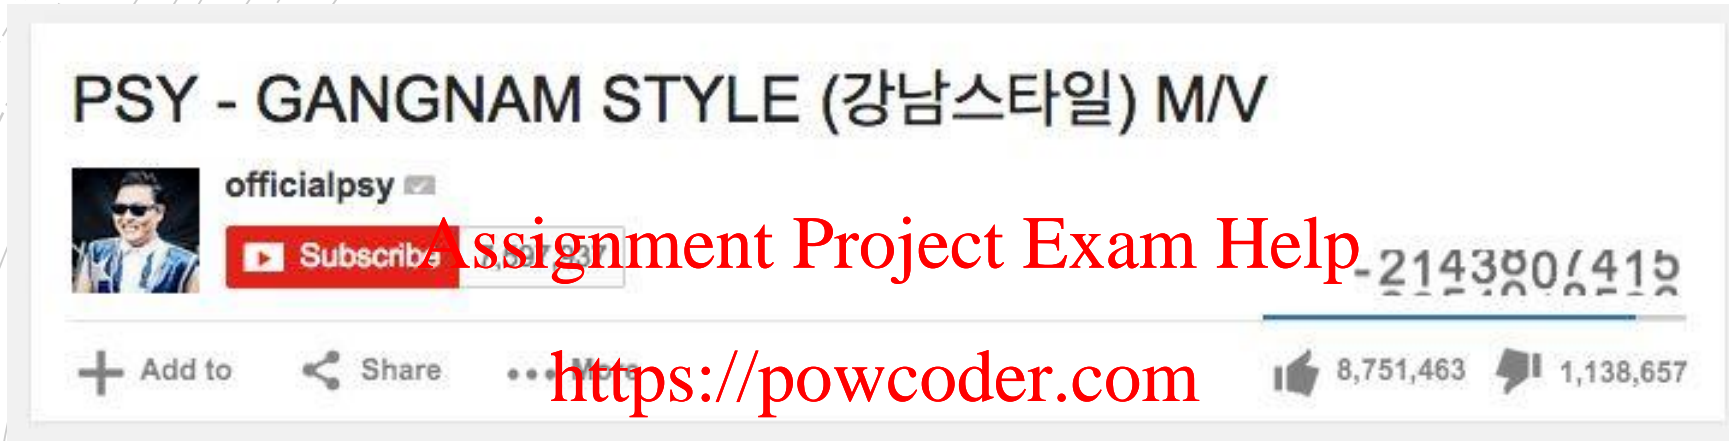 PSY - GANGNAM STYLE (강남스타일) M/V
officialpsy
Subscribe
Assignment Project Exam Help
Add to
Share
More
https://powcoder.com
8,751,463
1,138,657